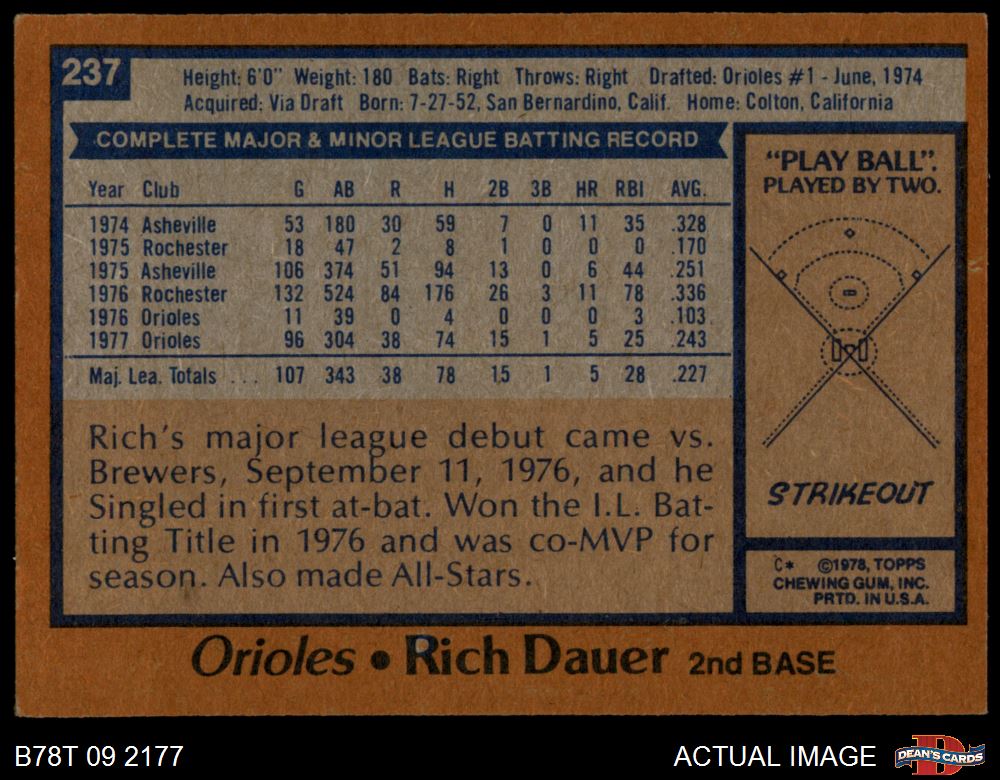 237
Height: 6'0" Weight: 180 Bats: Right Throws: Right Drafted: Orioles #1 - June, 1974
Acquired: Via Draft Born: 7-27-52, San Bernardino, Calif. Home: Colton, California
COMPLETE MAJOR & MINOR LEAGUE BATTING RECORD
Year Club G AB R H 2B 3B HR RBI AVG.
1974 Asheville 53 180 30 59 7 0 11 35 .328
1975 Rochester 18 47 2 8 1 0 0 0 .170
1975 Asheville 106 374 51 94 13 0 6 44 .251
1976 Rochester 132 524 84 176 26 3 11 78 .336
1976 Orioles 11 39 0 4 0 0 0 3 .103
1977 Orioles 96 304 38 74 15 1 5 25 .243
Maj. Lea. Totals ... 107 343 38 78 15 1 5 28 .227
Rich's major league debut came vs.
Brewers, September 11, 1976, and he
Singled in first at-bat. Won the I.L. Bat-
ting Title in 1976 and was co-MVP for
season. Also made All-Stars.
"PLAY BALL".
PLAYED BY TWO.
STRIKEOUT
C* ©1978, TOPPS
CHEWING GUM, INC.
PRTD. IN U.S.A.
Orioles • Rich Dauer 2nd BASE
B78T 09 2177
ACTUAL IMAGE
D
DEAN'S CARDS